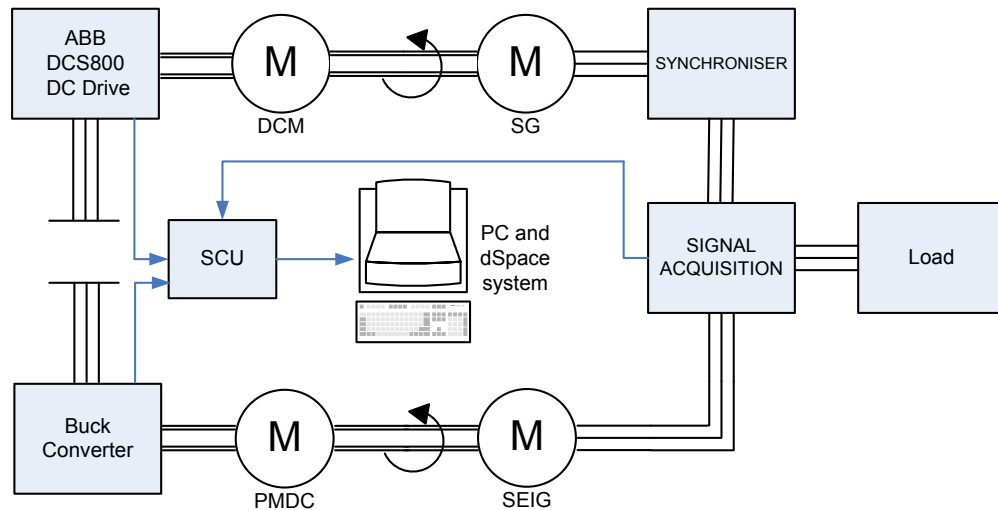 ABB
DCS800
DC Drive
M
DCM
M
SG
SYNCHRONISER
SCU
PC and
dSpace
system
SIGNAL
ACQUISITION
Load
Buck
Converter
M
PMDC
M
SEIG